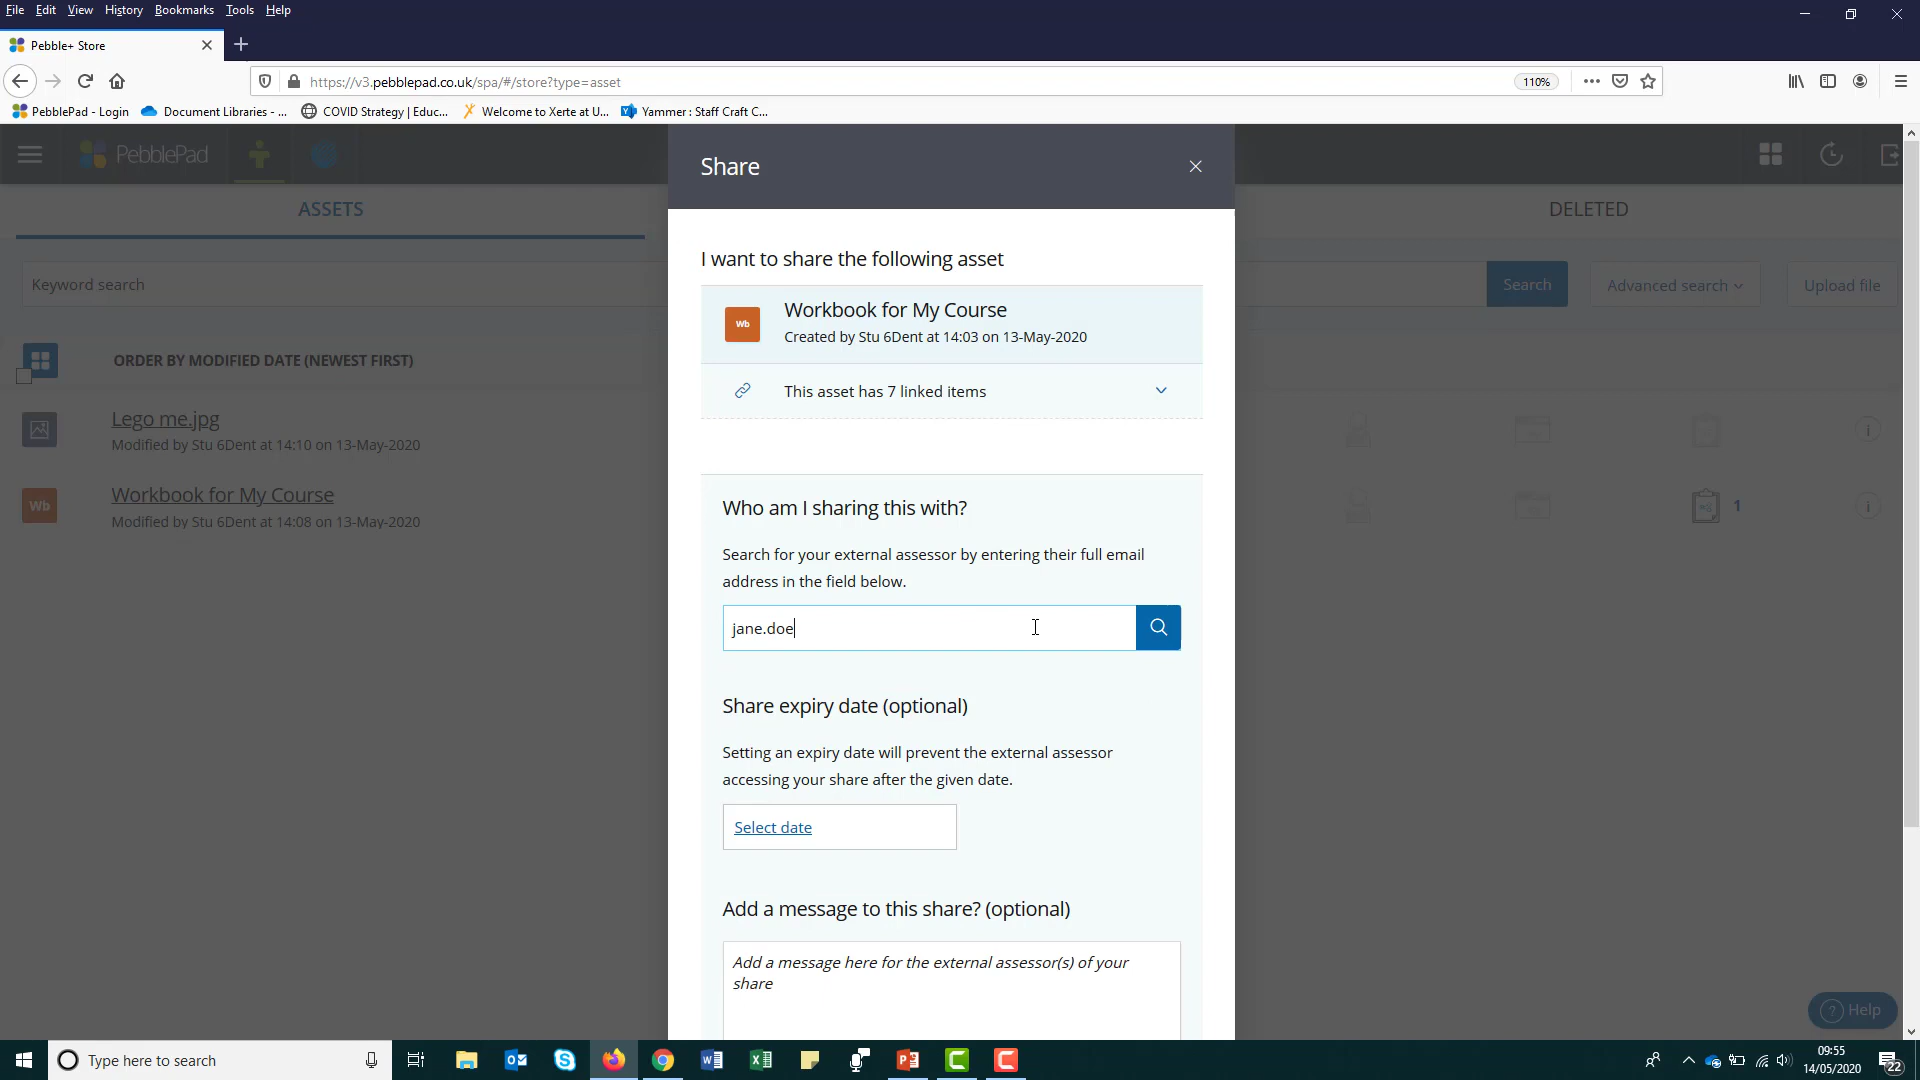 File Edit View History Bookmarks Tools Help
Pebble+ Store
https://v3.pebblepad.co.uk/spa/#/store?type=asset
110%
PebblePad - Login
Document Libraries - ...
COVID Strategy | Educ...
Welcome to Xerte at U...
Yammer : Staff Craft C...
PebblePad
ASSETS
DELETED
Keyword search
Search
Advanced search
Upload file
ORDER BY MODIFIED DATE (NEWEST FIRST)
Lego me.jpg
Modified by Stu 6Dent at 14:10 on 13-May-2020
Wb
Workbook for My Course
Modified by Stu 6Dent at 14:08 on 13-May-2020
1
Share
I want to share the following asset
Wb
Workbook for My Course
Created by Stu 6Dent at 14:03 on 13-May-2020
This asset has 7 linked items
Who am I sharing this with?
Search for your external assessor by entering their full email
address in the field below.
jane.doe
Share expiry date (optional)
Setting an expiry date will prevent the external assessor
accessing your share after the given date.
Select date
Add a message to this share? (optional)
Add a message here for the external assessor(s) of your
share
? Help
Type here to search
09:55
14/05/2020
22